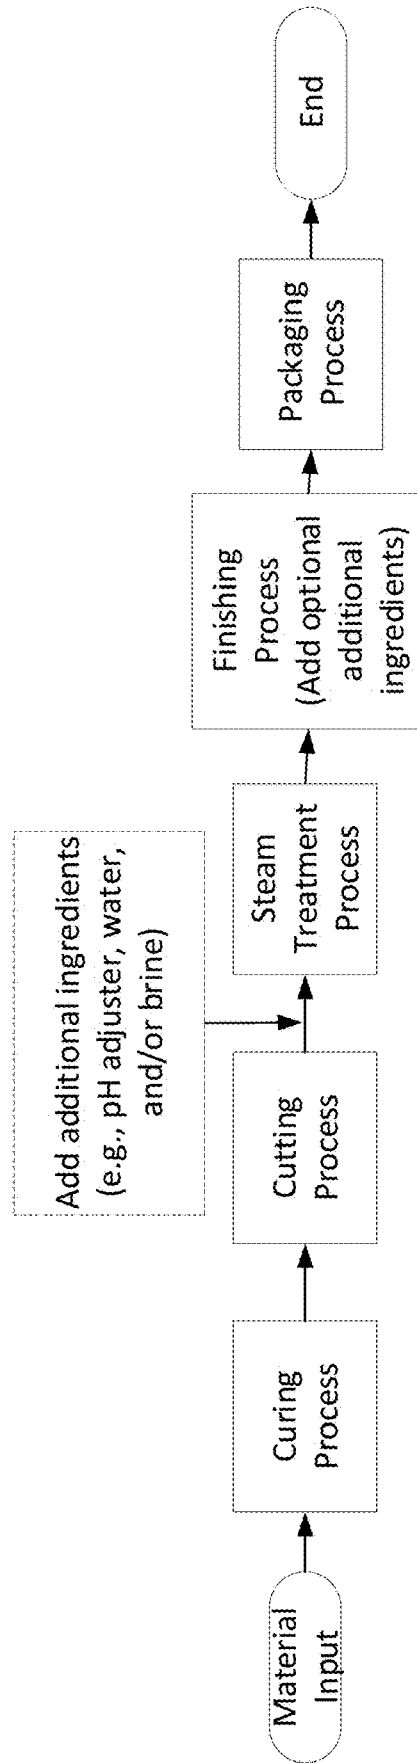 Material
Input
Curing
Process
Cutting
Process
Add additional ingredients
(e.g., pH adjuster, water,
and/or brine)
Steam
Treatment
Process
Finishing
Process
(Add optional
additional
ingredients)
Packaging
Process
End